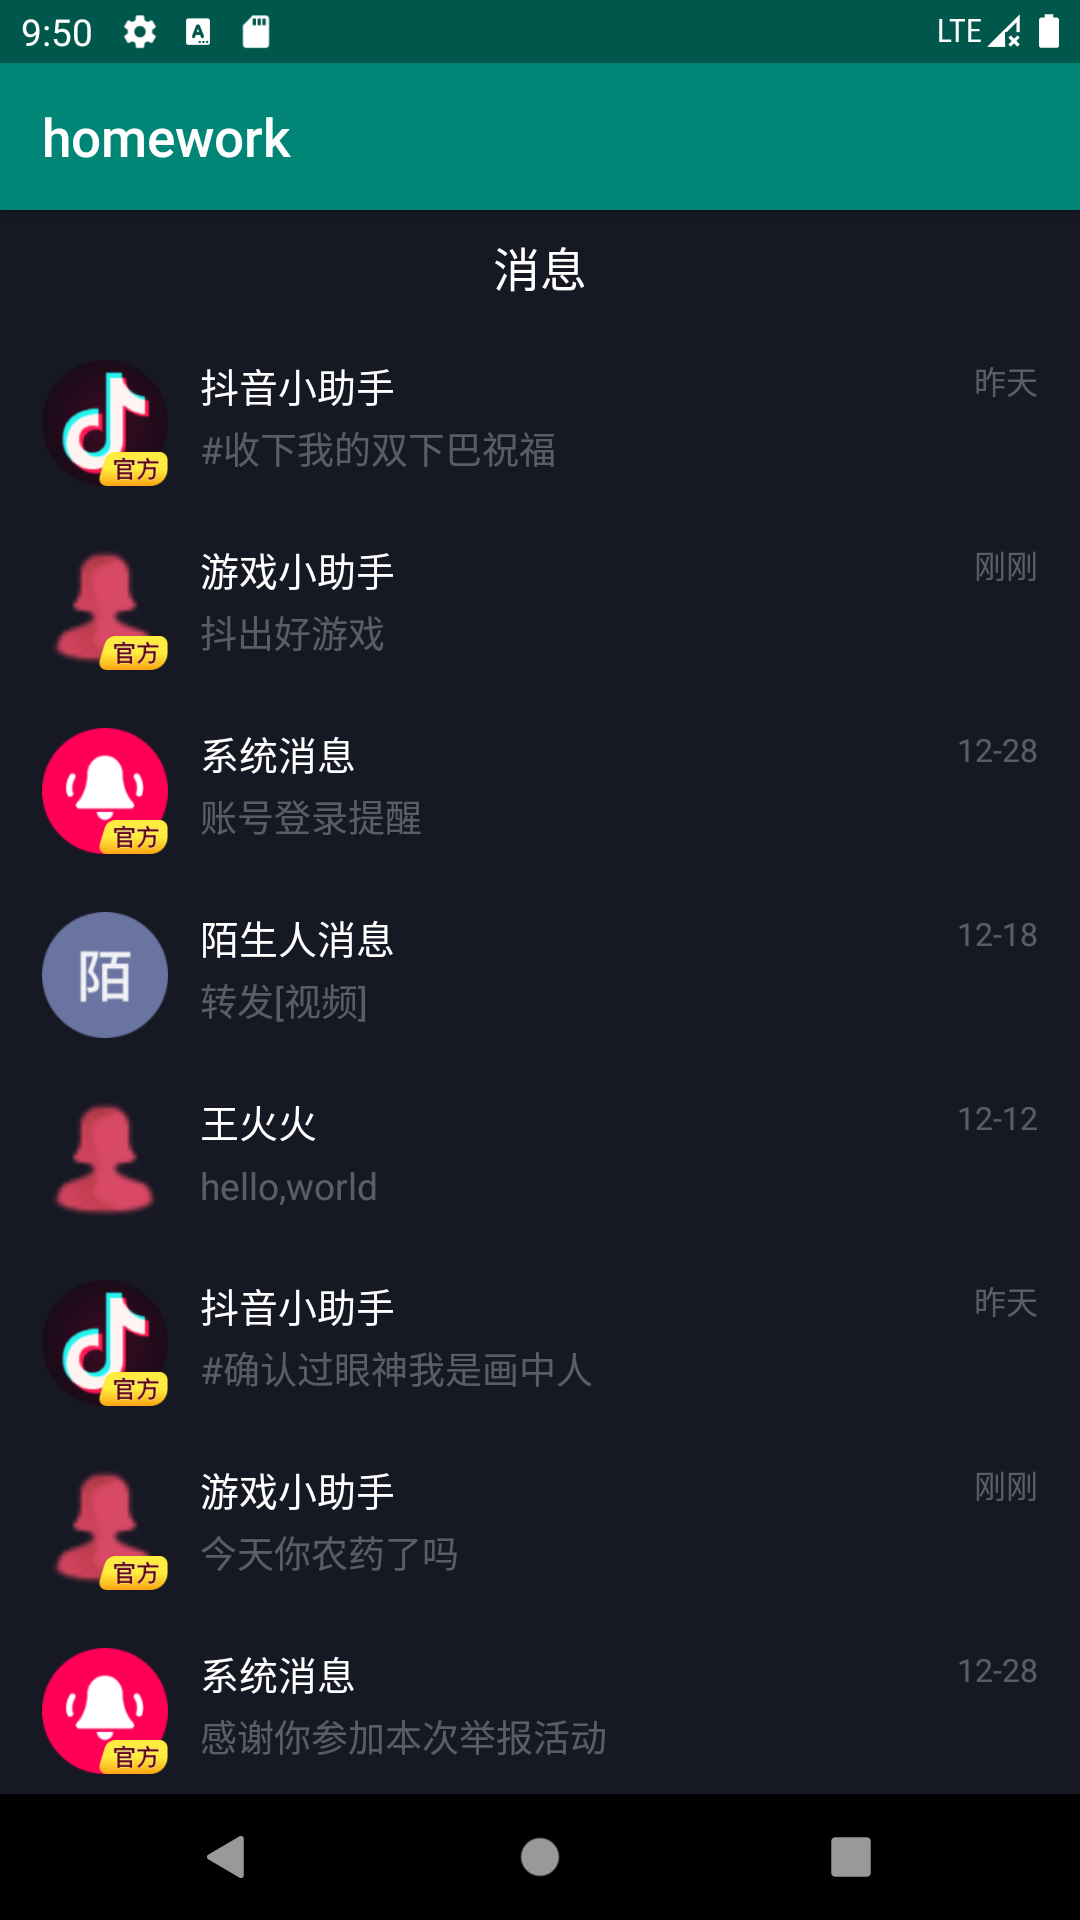 9:50 LTE
homework
消息
抖音小助手 昨天
#收下我的双下巴祝福
官方
游戏小助手 刚刚
抖出好游戏
官方
系统消息 12-28
账号登录提醒
官方
陌生人消息 12-18
陌
转发[视频]
王火火 12-12
hello,world
抖音小助手 昨天
#确认过眼神我是画中人
官方
游戏小助手 刚刚
今天你农药了吗
官方
系统消息 12-28
感谢你参加本次举报活动
官方